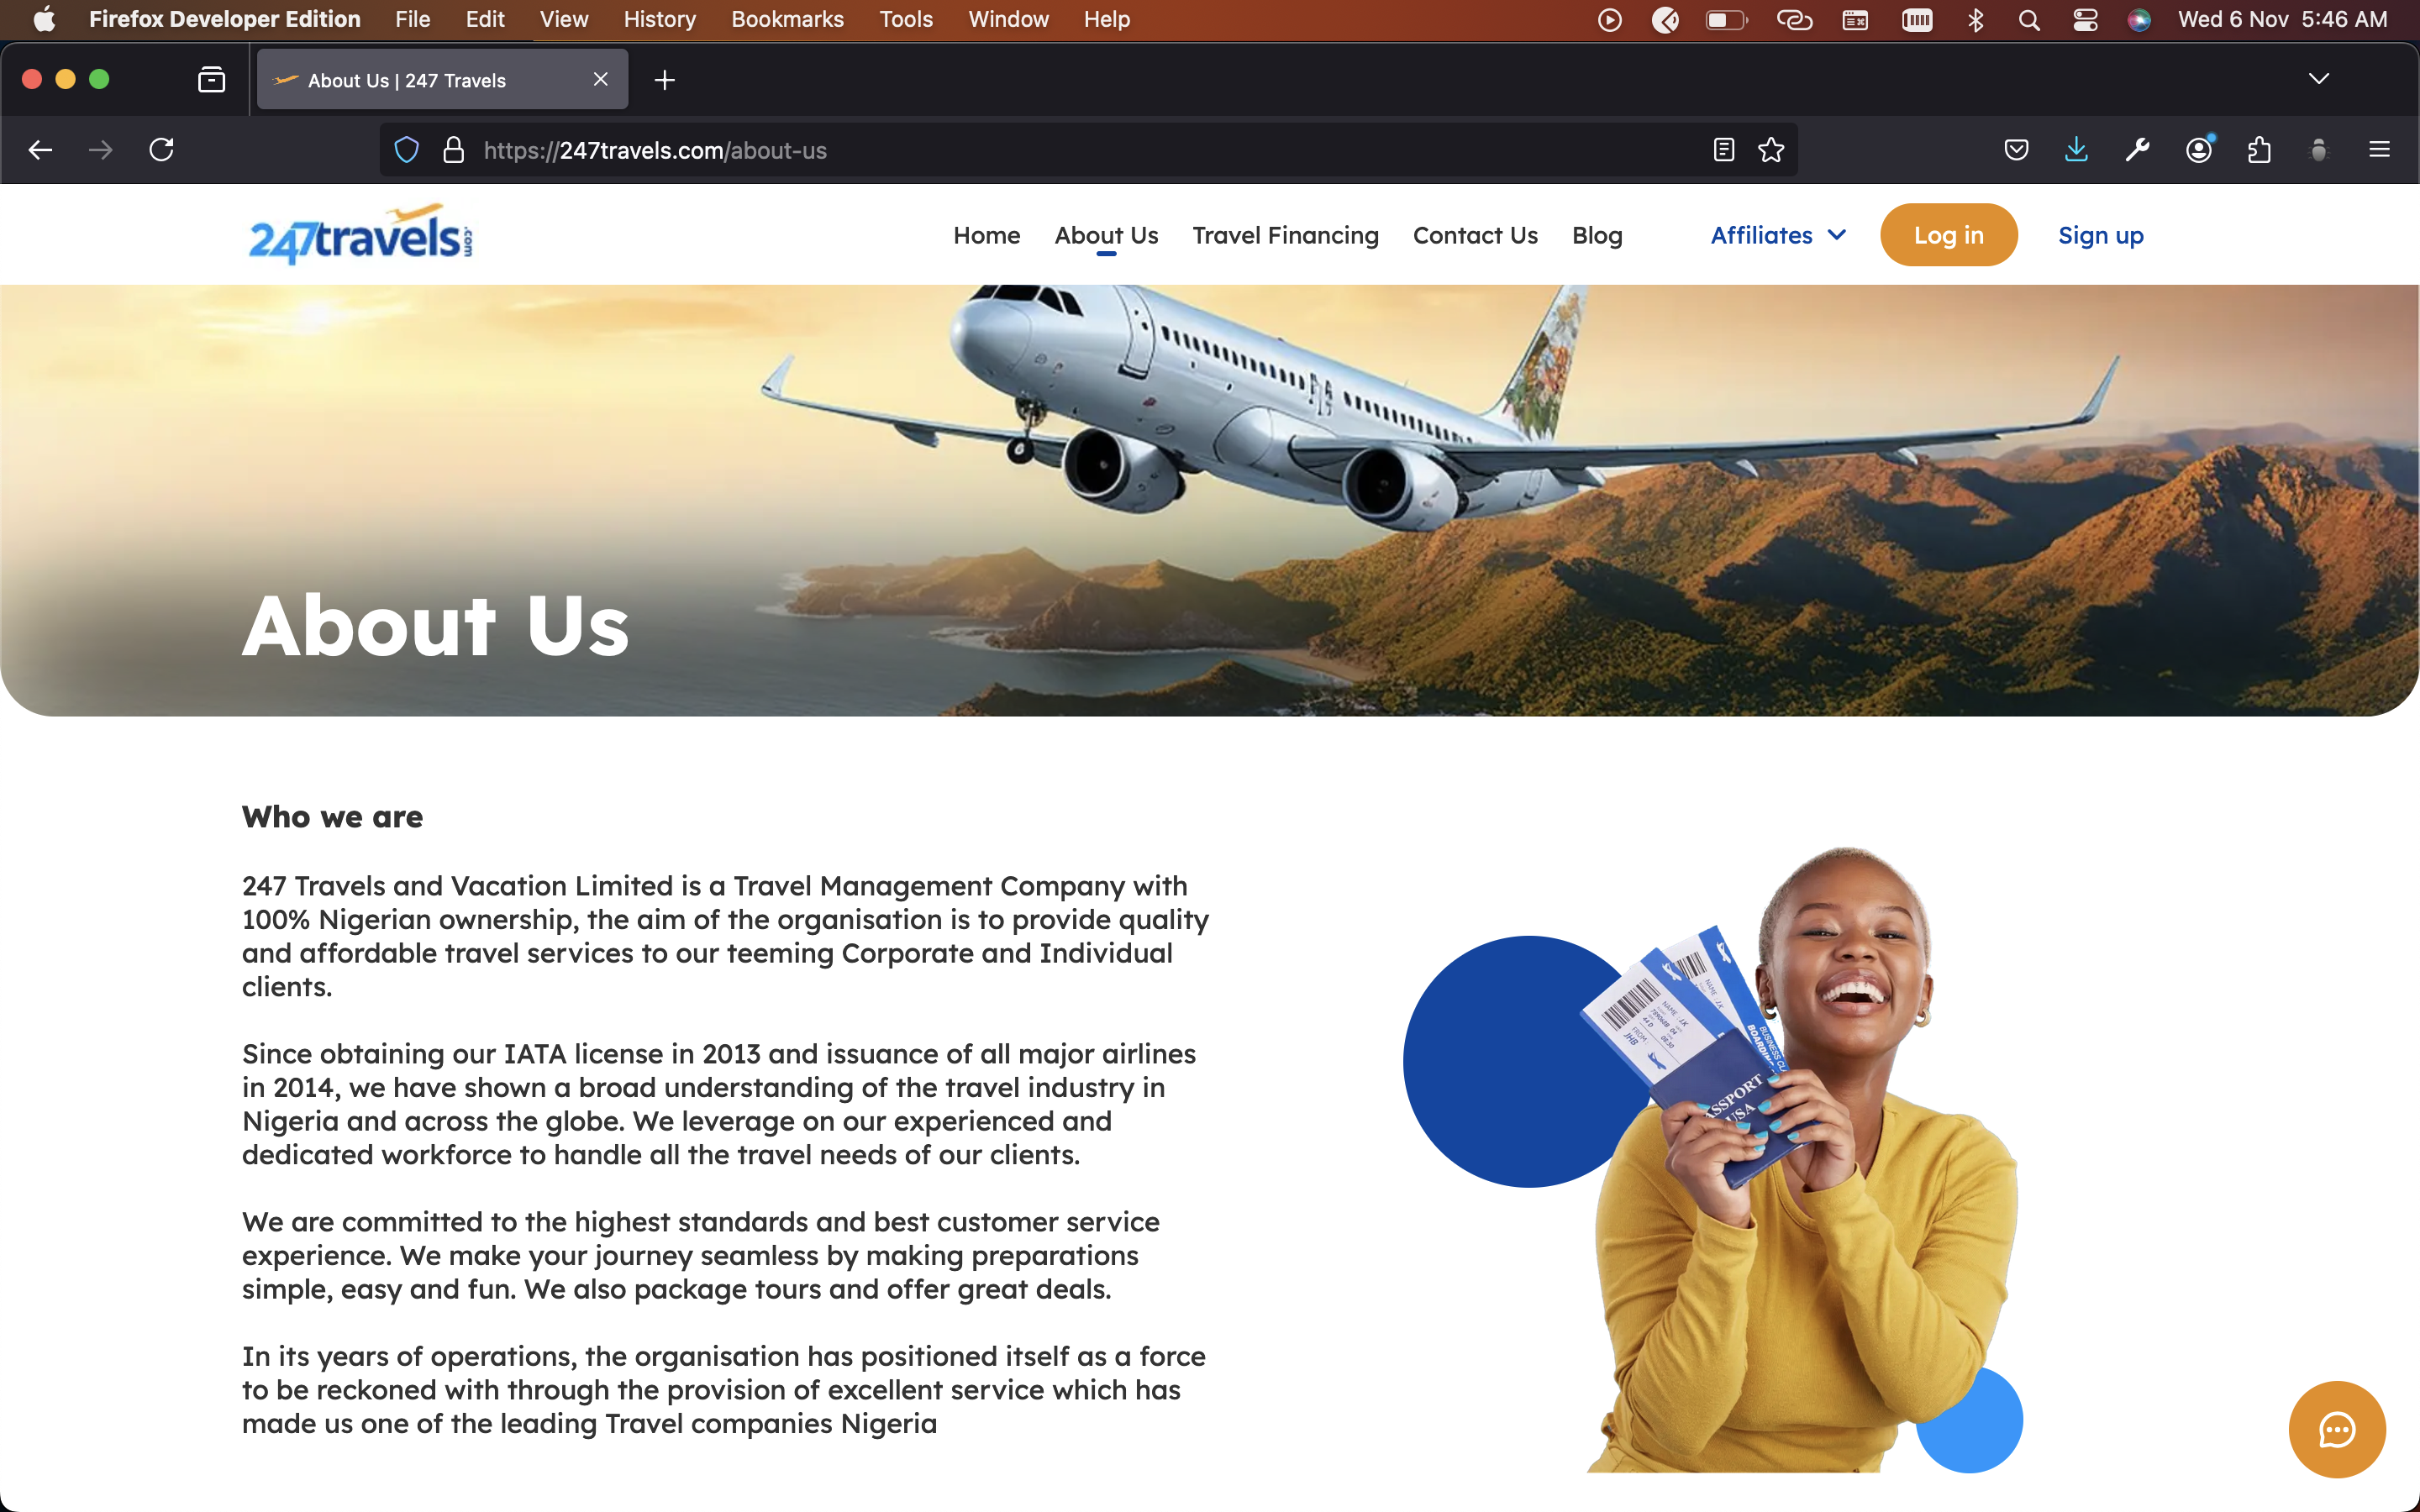 Firefox Developer Edition File Edit View History Bookmarks Tools Window Help Wed 6 Nov 5:46 AM
About Us | 247 Travels
https://247travels.com/about-us
247travels.com
Home About Us Travel Financing Contact Us Blog Affiliates Log in Sign up
About Us
Who we are
247 Travels and Vacation Limited is a Travel Management Company with
100% Nigerian ownership, the aim of the organisation is to provide quality
and affordable travel services to our teeming Corporate and Individual
clients.
Since obtaining our IATA license in 2013 and issuance of all major airlines
in 2014, we have shown a broad understanding of the travel industry in
Nigeria and across the globe. We leverage on our experienced and
dedicated workforce to handle all the travel needs of our clients.
We are committed to the highest standards and best customer service
experience. We make your journey seamless by making preparations
simple, easy and fun. We also package tours and offer great deals.
In its years of operations, the organisation has positioned itself as a force
to be reckoned with through the provision of excellent service which has
made us one of the leading Travel companies Nigeria
NAME
FROM
JHB
ASSPORT
USA